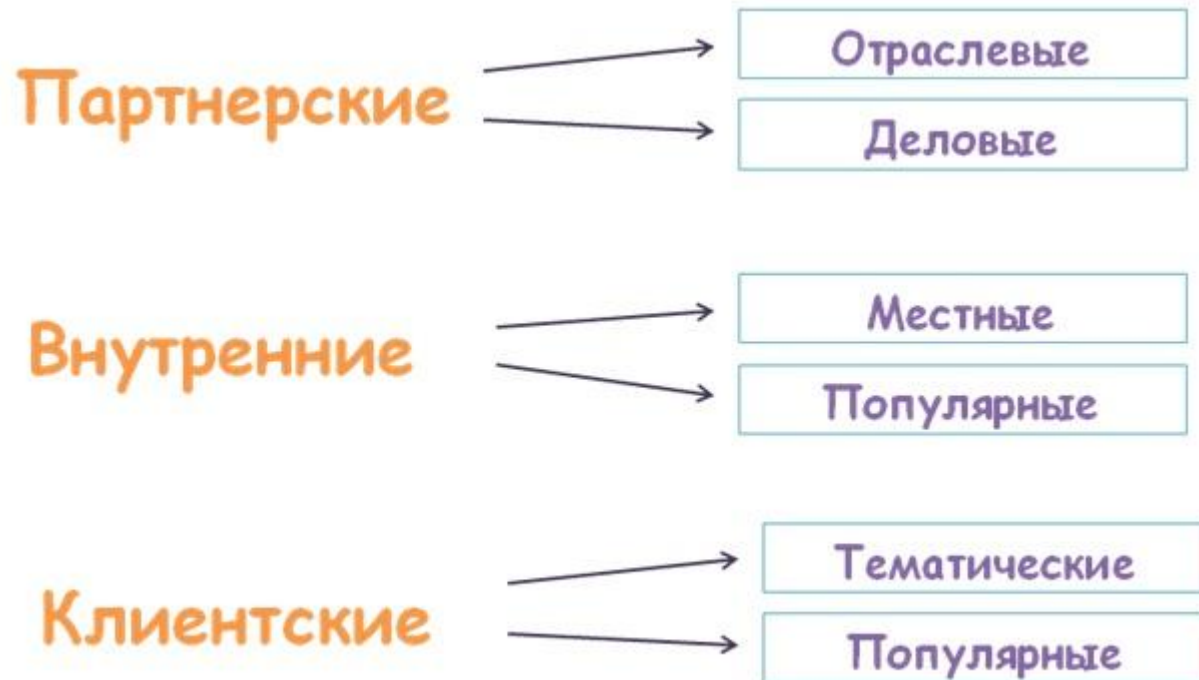 Партнерские
Отраслевые
Деловые
Внутренние
Местные
Популярные
Клиентские
Тематические
Популярные